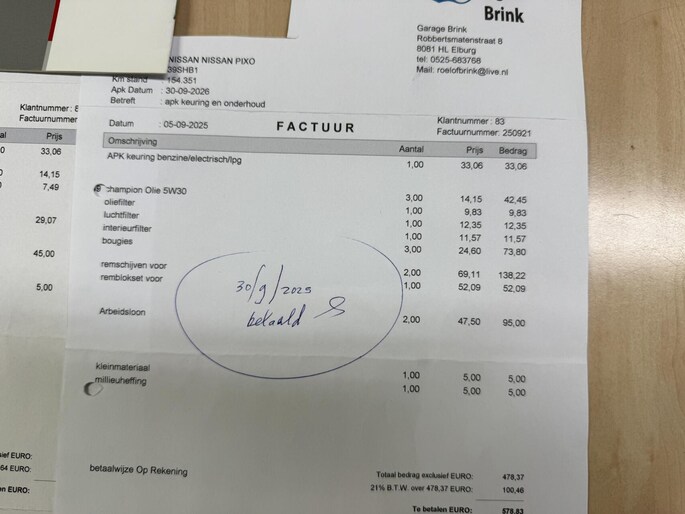 Brink
Garage Brink
Robbertsmatenstraat 8
8081 HL Elburg
tel: 0525-683768
Mail: roelofbrink@live.nl
NISSAN NISSAN PIXO
39SHB1
Km stand : 154.351
Apk Datum : 30-09-2026
Betreft : apk keuring en onderhoud
Datum : 05-09-2025
FACTUUR
Klantnummer : 83
Factuurnummer: 250921
Omschrijving Aantal Prijs Bedrag
APK keuring benzine/electrisch/lpg 1,00 33,06 33,06
champion Olie 5W30 3,00 14,15 42,45
oliefilter 1,00 9,83 9,83
luchtfilter 1,00 12,35 12,35
interieurfilter 1,00 11,57 11,57
bougies 3,00 24,60 73,80
remschijven voor 2,00 69,11 138,22
remblokset voor 1,00 52,09 52,09
Arbeidsloon 2,00 47,50 95,00
30/9/2025
betaald
kleinmateriaal 1,00 5,00 5,00
millieuheffing 1,00 5,00 5,00
betaalwijze Op Rekening
Totaal bedrag exclusief EURO: 478,37
21% B.T.W. over 478,37 EURO: 100,46
Te betalen EURO: 578,83
Klantnummer : 8
Factuurnummer:
Prijs
33,06
14,15
7,49
29,07
45,00
5,00
EURO:
64 EURO:
EURO: